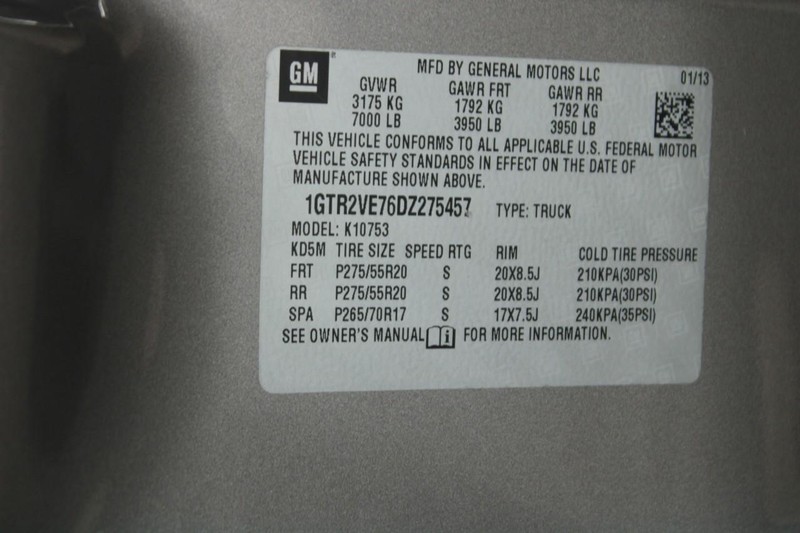 GM
MFD BY GENERAL MOTORS LLC 01/13
GVWR GAWR FRT GAWR RR
3175 KG 1792 KG 1792 KG
7000 LB 3950 LB 3950 LB
THIS VEHICLE CONFORMS TO ALL APPLICABLE U.S. FEDERAL MOTOR
VEHICLE SAFETY STANDARDS IN EFFECT ON THE DATE OF
MANUFACTURE SHOWN ABOVE.
1GTR2VE76DZ275457 TYPE: TRUCK
MODEL: K10753
KD5M TIRE SIZE SPEED RTG RIM COLD TIRE PRESSURE
FRT P275/55R20 S 20X8.5J 210KPA(30PSI)
RR P275/55R20 S 20X8.5J 210KPA(30PSI)
SPA P265/70R17 S 17X7.5J 240KPA(35PSI)
SEE OWNER'S MANUAL FOR MORE INFORMATION.